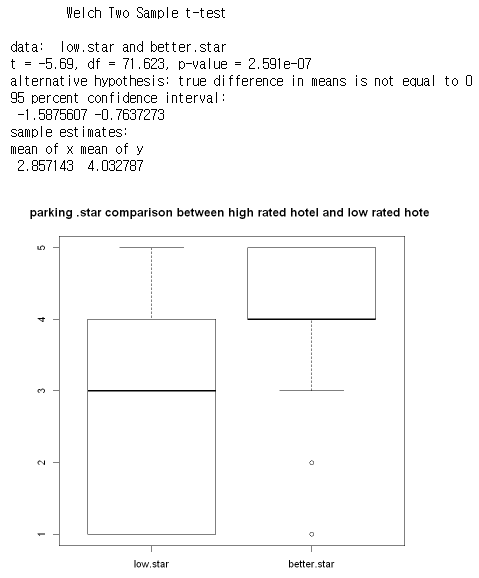 Welch Two Sample t-test
data:  low.star and better.star
t = -5.69, df = 71.623, p-value = 2.591e-07
alternative hypothesis: true difference in means is not equal to 0
95 percent confidence interval:
-1.5875607 -0.7637273
sample estimates:
mean of x mean of y
2.857143  4.032787
parking .star comparison between high rated hotel and low rated hote
5
4
3
2
1
low.star better.star